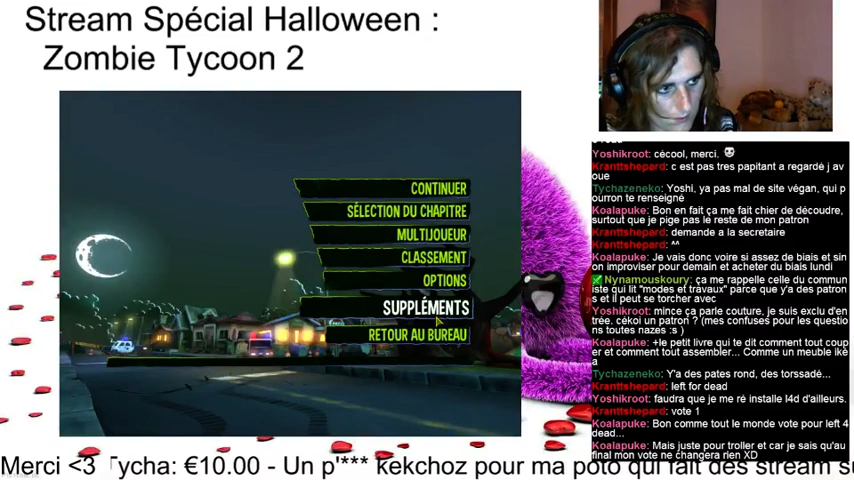 Stream Spécial Halloween :
Zombie Tycoon 2
CONTINUER
SÉLECTION DU CHAPITRE
MULTIJOUEUR
CLASSEMENT
OPTIONS
SUPPLÉMENTS
RETOUR AU BUREAU
Yoshikroot: cécool, merci.
Kranttshepard: c est pas tres papitant a regardé j av
oue
Tychazeneko: Yoshi, ya pas mal de site végan, qui p
ourron te renseigné
Koalapuke: Bon en fait ça me fait chier de découdre,
surtout que je pige pas le reste de mon patron
Kranttshepard: demande a la secretaire
Kranttshepard: ^^
Koalapuke: Je vais donc voire si assez de biais et sin
on improviser pour demain et acheter du biais lundi
Nynamouskoury: ça me rappelle celle du commun
iste qui lit "modes et travaux" parce que y'a des patron
s et il peut se torcher avec
Yoshikroot: mince ça parle couture, je suis exclu d'en
trée. cékoi un patron ? (mes confuses pour les questio
ns toutes nazes :s )
Koalapuke: +le petit livre qui te dit comment tout coup
er et comment tout assembler... Comme un meuble iké
a
Tychazeneko: Y'a des pates rond, des torssadé...
Kranttshepard: left for dead
Yoshikroot: faudra que je me ré installe l4d d'ailleurs.
Kranttshepard: vote 1
Koalapuke: Bon comme tout le monde vote pour left 4
dead...
Koalapuke: Mais juste pour troller et car je sais qu'au
final mon vote ne changera rien XD
Merci <3 Tycha: €10.00 - Un p'*** kekchoz pour ma poto qui fait des stream su